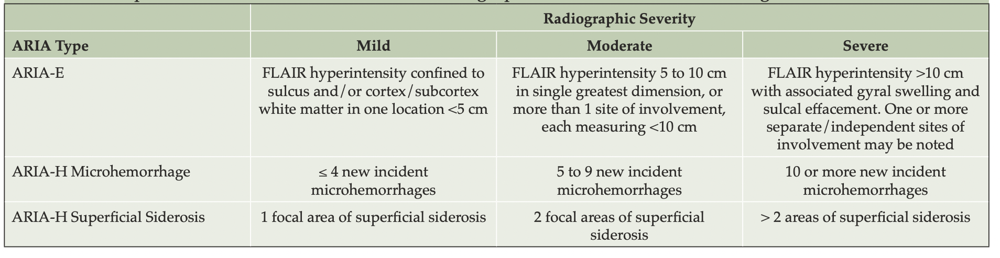 Radiographic Severity
ARIA Type Mild Moderate Severe
ARIA-E
FLAIR hyperintensity confined to
sulcus and/or cortex/subcortex
white matter in one location <5 cm
FLAIR hyperintensity 5 to 10 cm
in single greatest dimension, or
more than 1 site of involvement,
each measuring <10 cm
FLAIR hyperintensity >10 cm
with associated gyral swelling and
sulcal effacement. One or more
separate/independent sites of
involvement may be noted
ARIA-H Microhemorrhage
≤ 4 new incident
microhemorrhages
5 to 9 new incident
microhemorrhages
10 or more new incident
microhemorrhages
ARIA-H Superficial Siderosis
1 focal area of superficial siderosis
2 focal areas of superficial
siderosis
> 2 areas of superficial siderosis